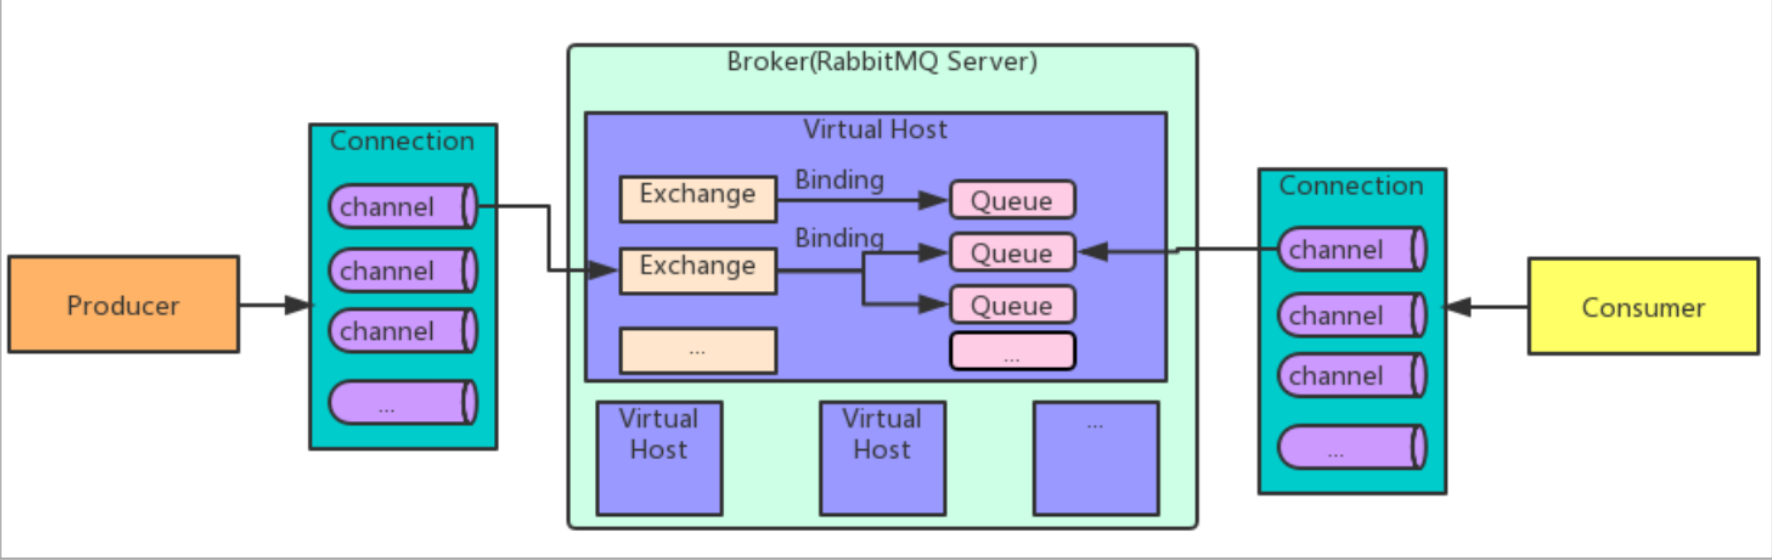 Broker(RabbitMQ Server)
Virtual Host
Connection
channel
channel
channel
...
Producer
Exchange
Binding
Queue
Exchange
Binding
Queue
Queue
...
...
Virtual
Host
Virtual
Host
...
Connection
channel
channel
channel
...
Consumer